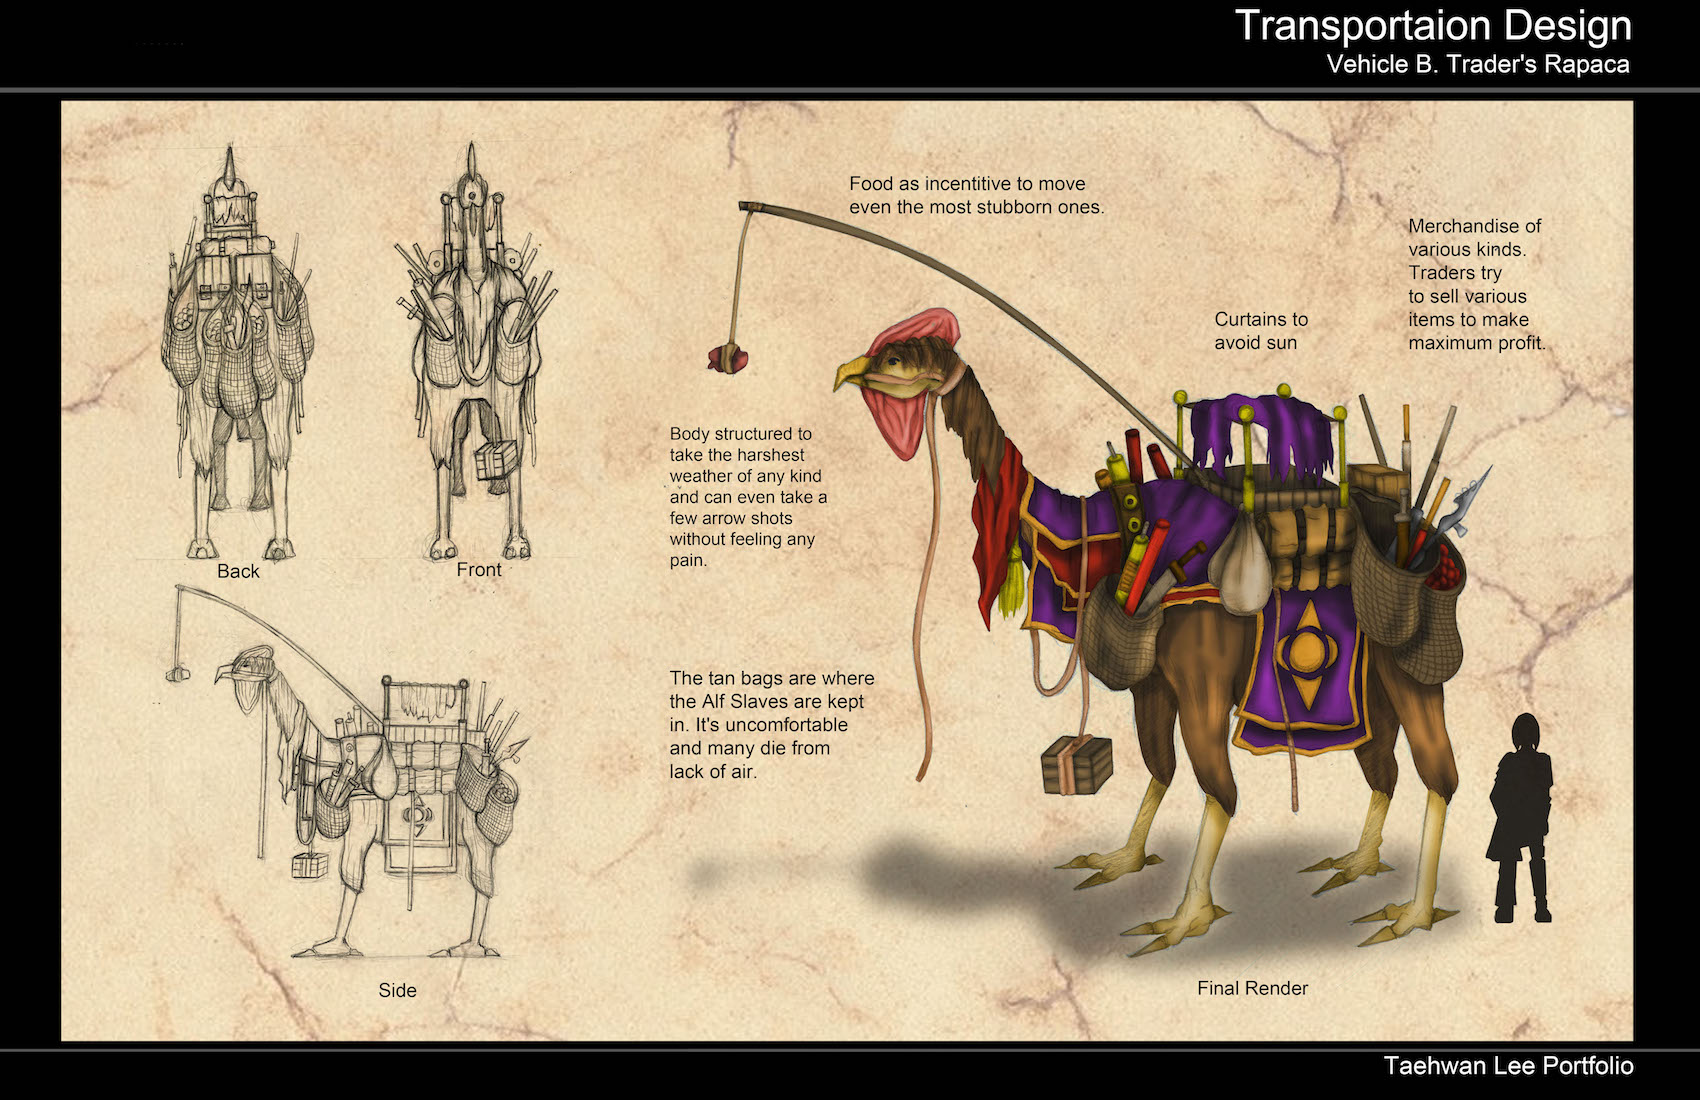 Transportaion Design
Vehicle B. Trader's Rapaca
Food as incentitive to move
even the most stubborn ones.
Merchandise of
various kinds.
Traders try
to sell various
items to make
maximum profit.
Curtains to
avoid sun
Body structured to
take the harshest
weather of any kind
and can even take a
few arrow shots
without feeling any
pain.
Back
Front
The tan bags are where
the Alf Slaves are kept
in. It's uncomfortable
and many die from
lack of air.
Side
Final Render
Taehwan Lee Portfolio